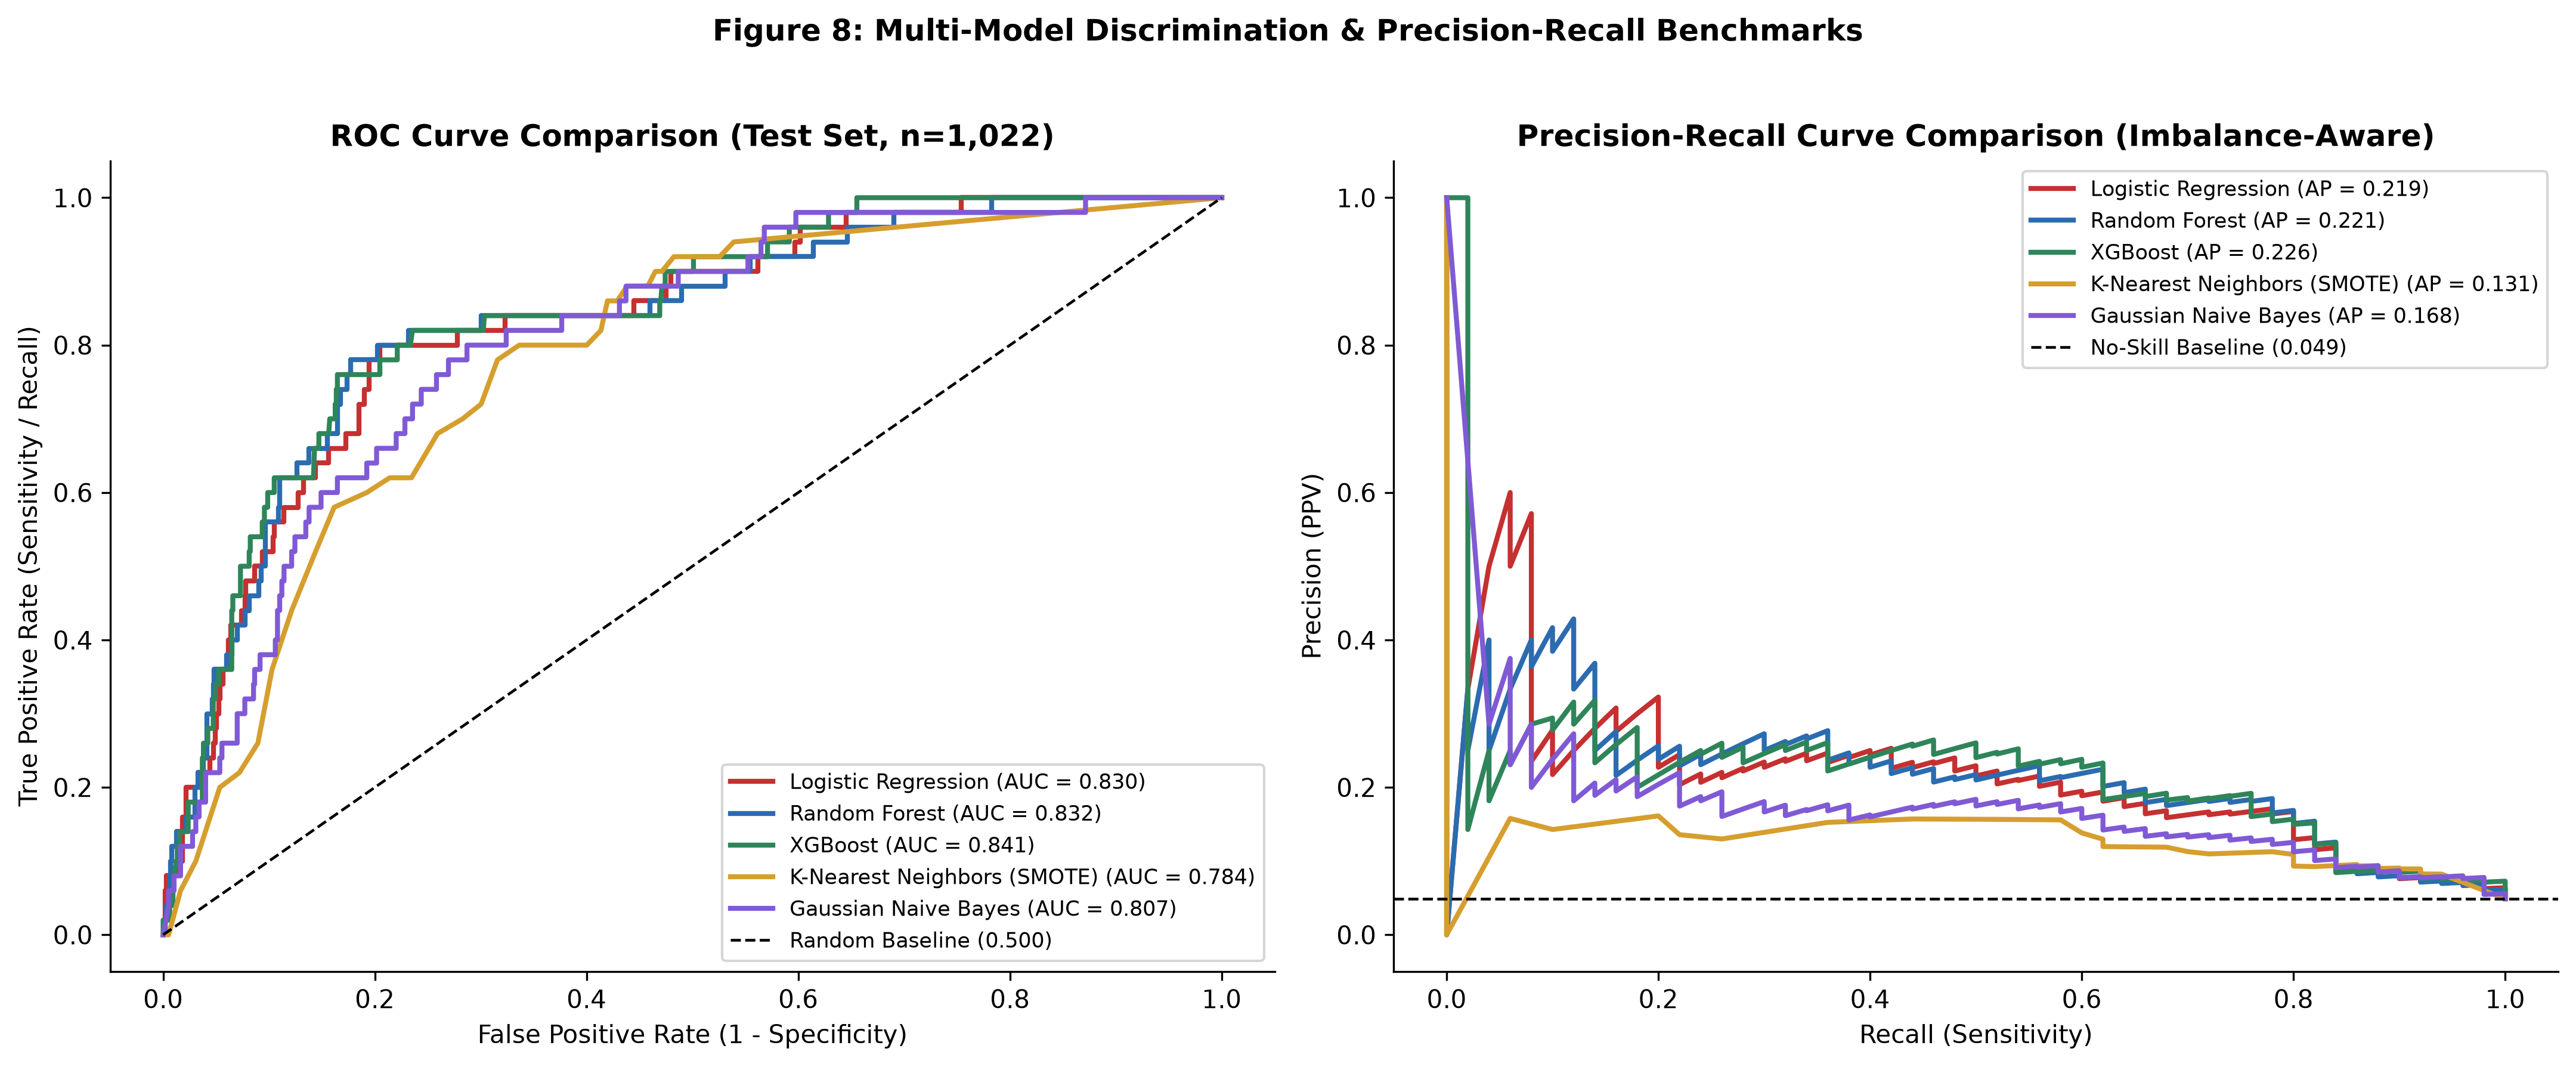 Figure 8: Multi-Model Discrimination & Precision-Recall Benchmarks
ROC Curve Comparison (Test Set, n=1,022)
True Positive Rate (Sensitivity / Recall)
1.0
0.8
0.6
0.4
0.2
0.0
Logistic Regression (AUC = 0.830)
Random Forest (AUC = 0.832)
XGBoost (AUC = 0.841)
K-Nearest Neighbors (SMOTE) (AUC = 0.784)
Gaussian Naive Bayes (AUC = 0.807)
Random Baseline (0.500)
0.0 0.2 0.4 0.6 0.8 1.0
False Positive Rate (1 - Specificity)
Precision-Recall Curve Comparison (Imbalance-Aware)
Precision (PPV)
1.0
0.8
0.6
0.4
0.2
0.0
Logistic Regression (AP = 0.219)
Random Forest (AP = 0.221)
XGBoost (AP = 0.226)
K-Nearest Neighbors (SMOTE) (AP = 0.131)
Gaussian Naive Bayes (AP = 0.168)
No-Skill Baseline (0.049)
0.0 0.2 0.4 0.6 0.8 1.0
Recall (Sensitivity)